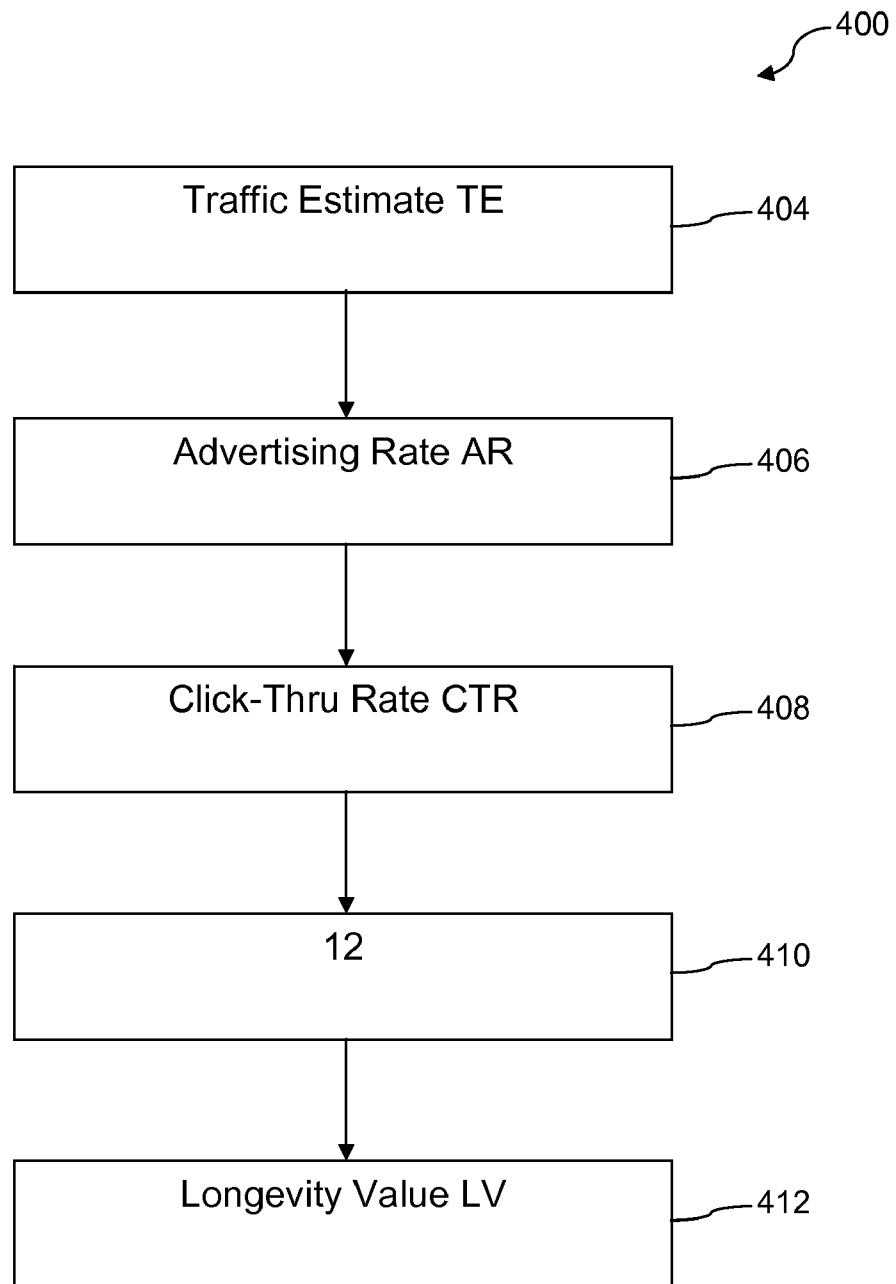 400
Traffic Estimate TE
404
Advertising Rate AR
406
Click-Thru Rate CTR
408
12
410
Longevity Value LV
412